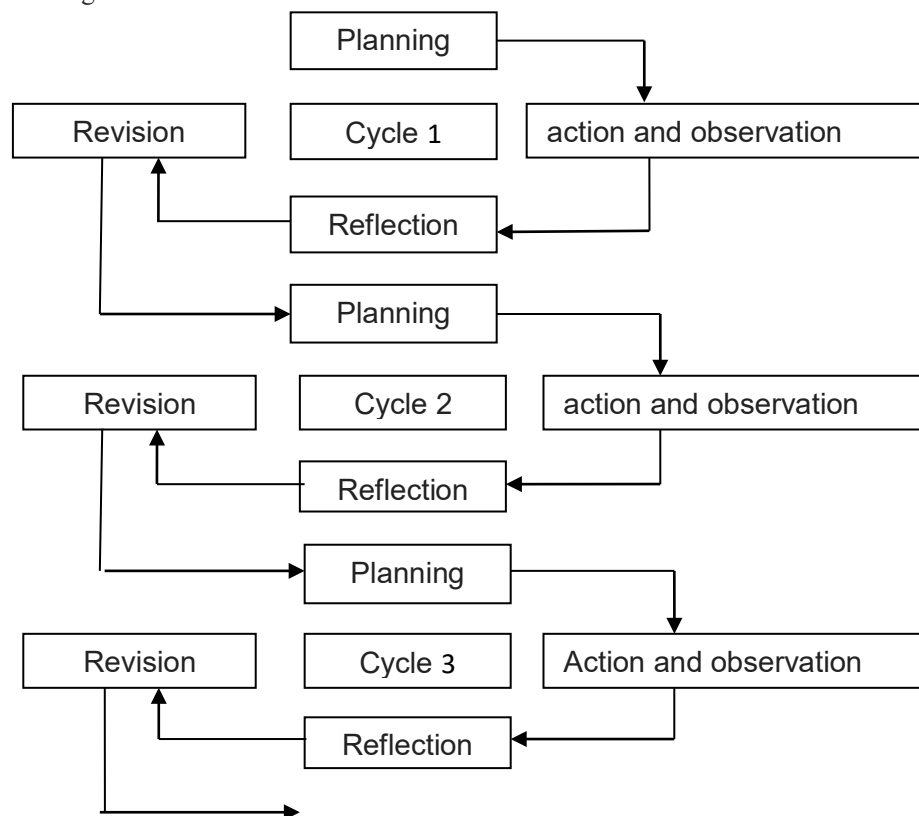 Planning
Revision
Cycle 1
action and observation
Reflection
Planning
Revision
Cycle 2
action and observation
Reflection
Planning
Revision
Cycle 3
Action and observation
Reflection